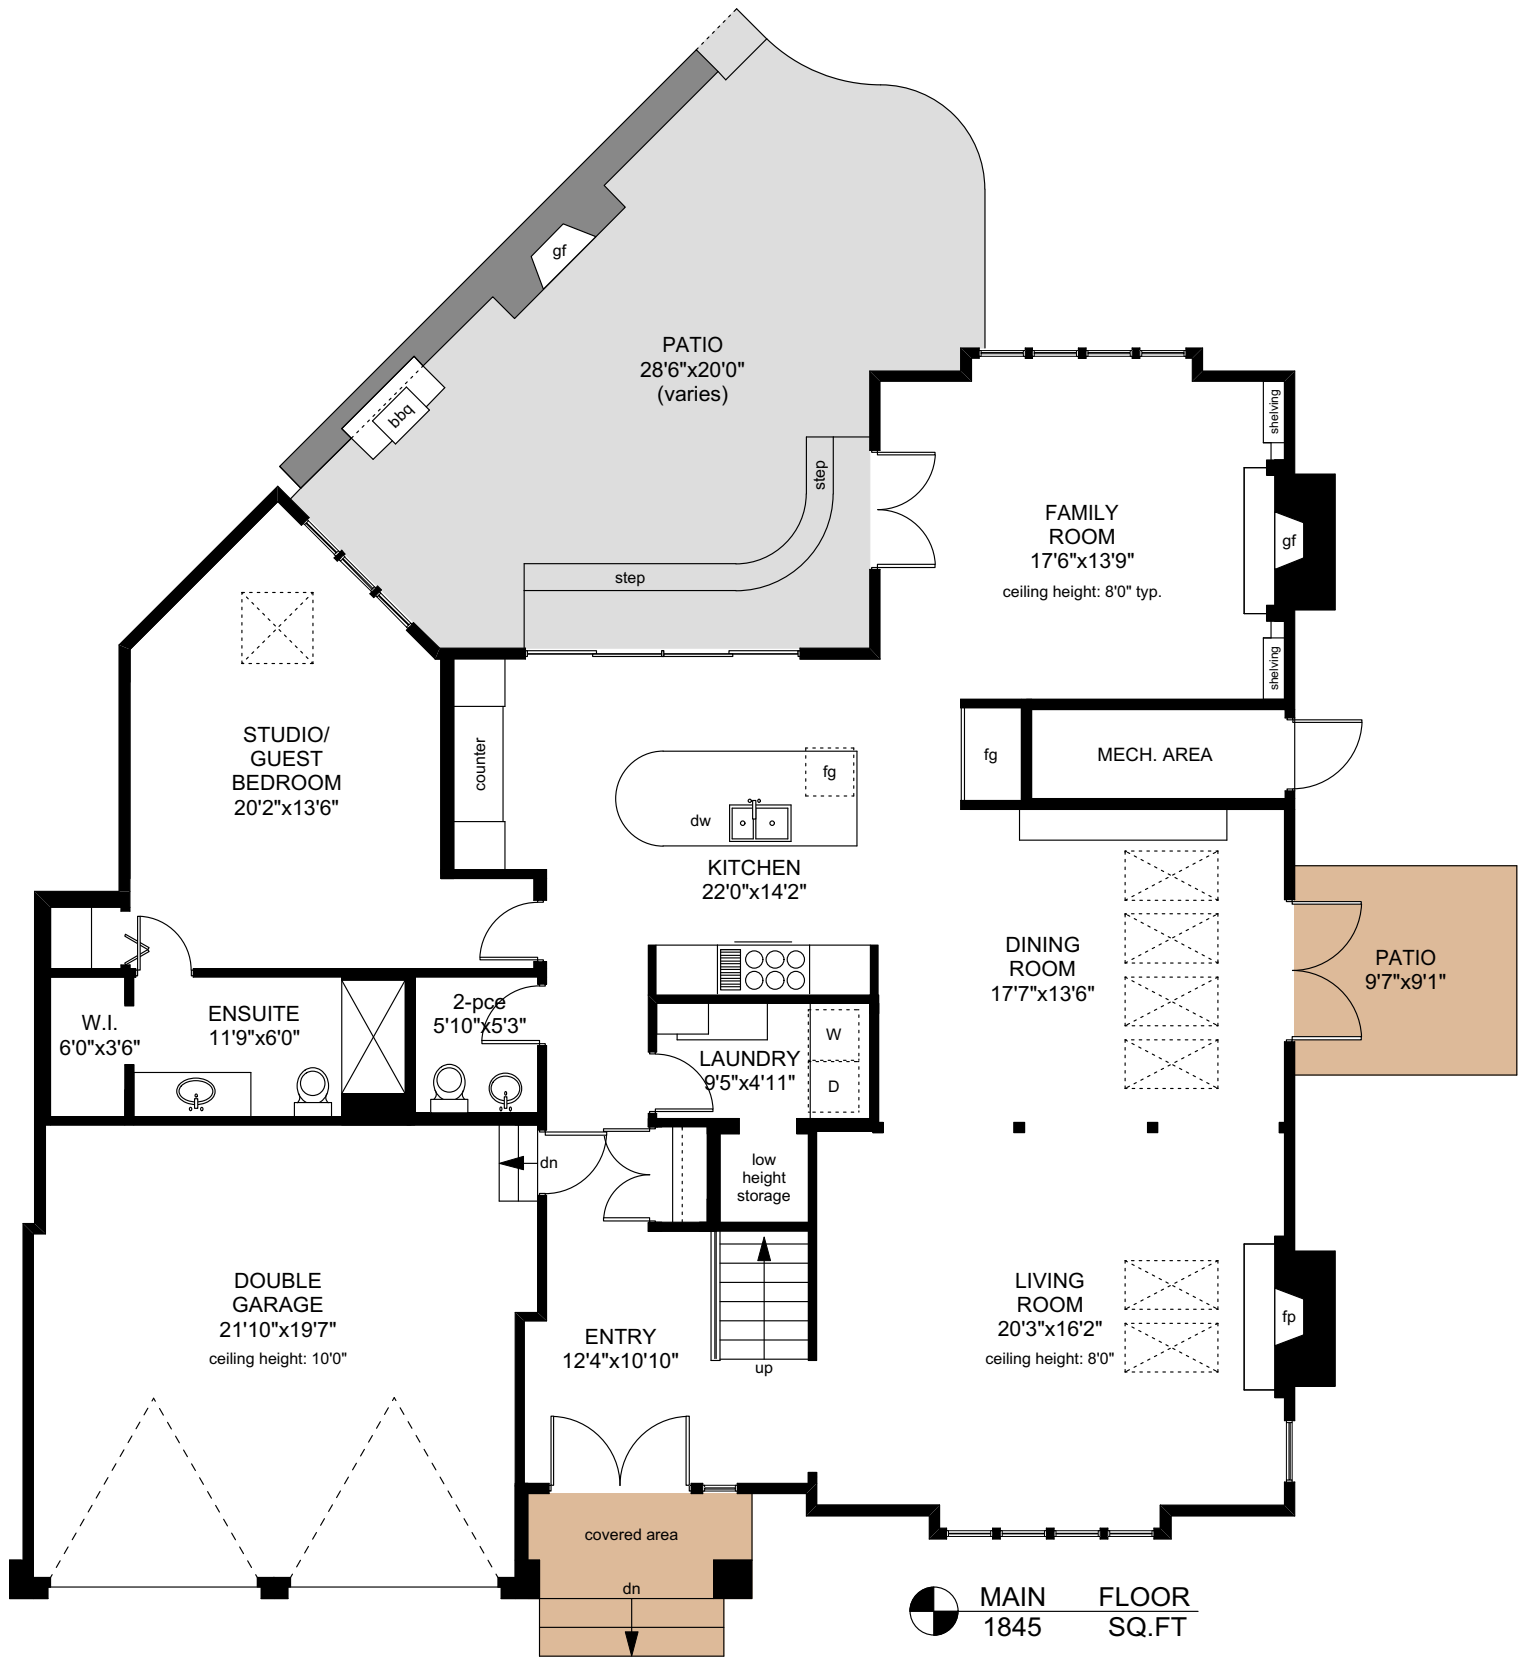 gf
PATIO
28'6"x20'0"
(varies)
bbq
step
step
shelving
FAMILY
ROOM
17'6"x13'9"
ceiling height: 8'0" typ.
gf
shelving
STUDIO/
GUEST
BEDROOM
20'2"x13'6"
counter
fg
dw
KITCHEN
22'0"x14'2"
fg
MECH. AREA
DINING
ROOM
17'7"x13'6"
PATIO
9'7"x9'1"
W.I.
6'0"x3'6"
ENSUITE
11'9"x6'0"
2-pce
5'10"x5'3"
LAUNDRY
9'5"x4'11"
W
D
dn
low
height
storage
DOUBLE
GARAGE
21'10"x19'7"
ceiling height: 10'0"
ENTRY
12'4"x10'10"
up
LIVING
ROOM
20'3"x16'2"
ceiling height: 8'0"
fp
covered area
dn
MAIN FLOOR
1845 SQ.FT